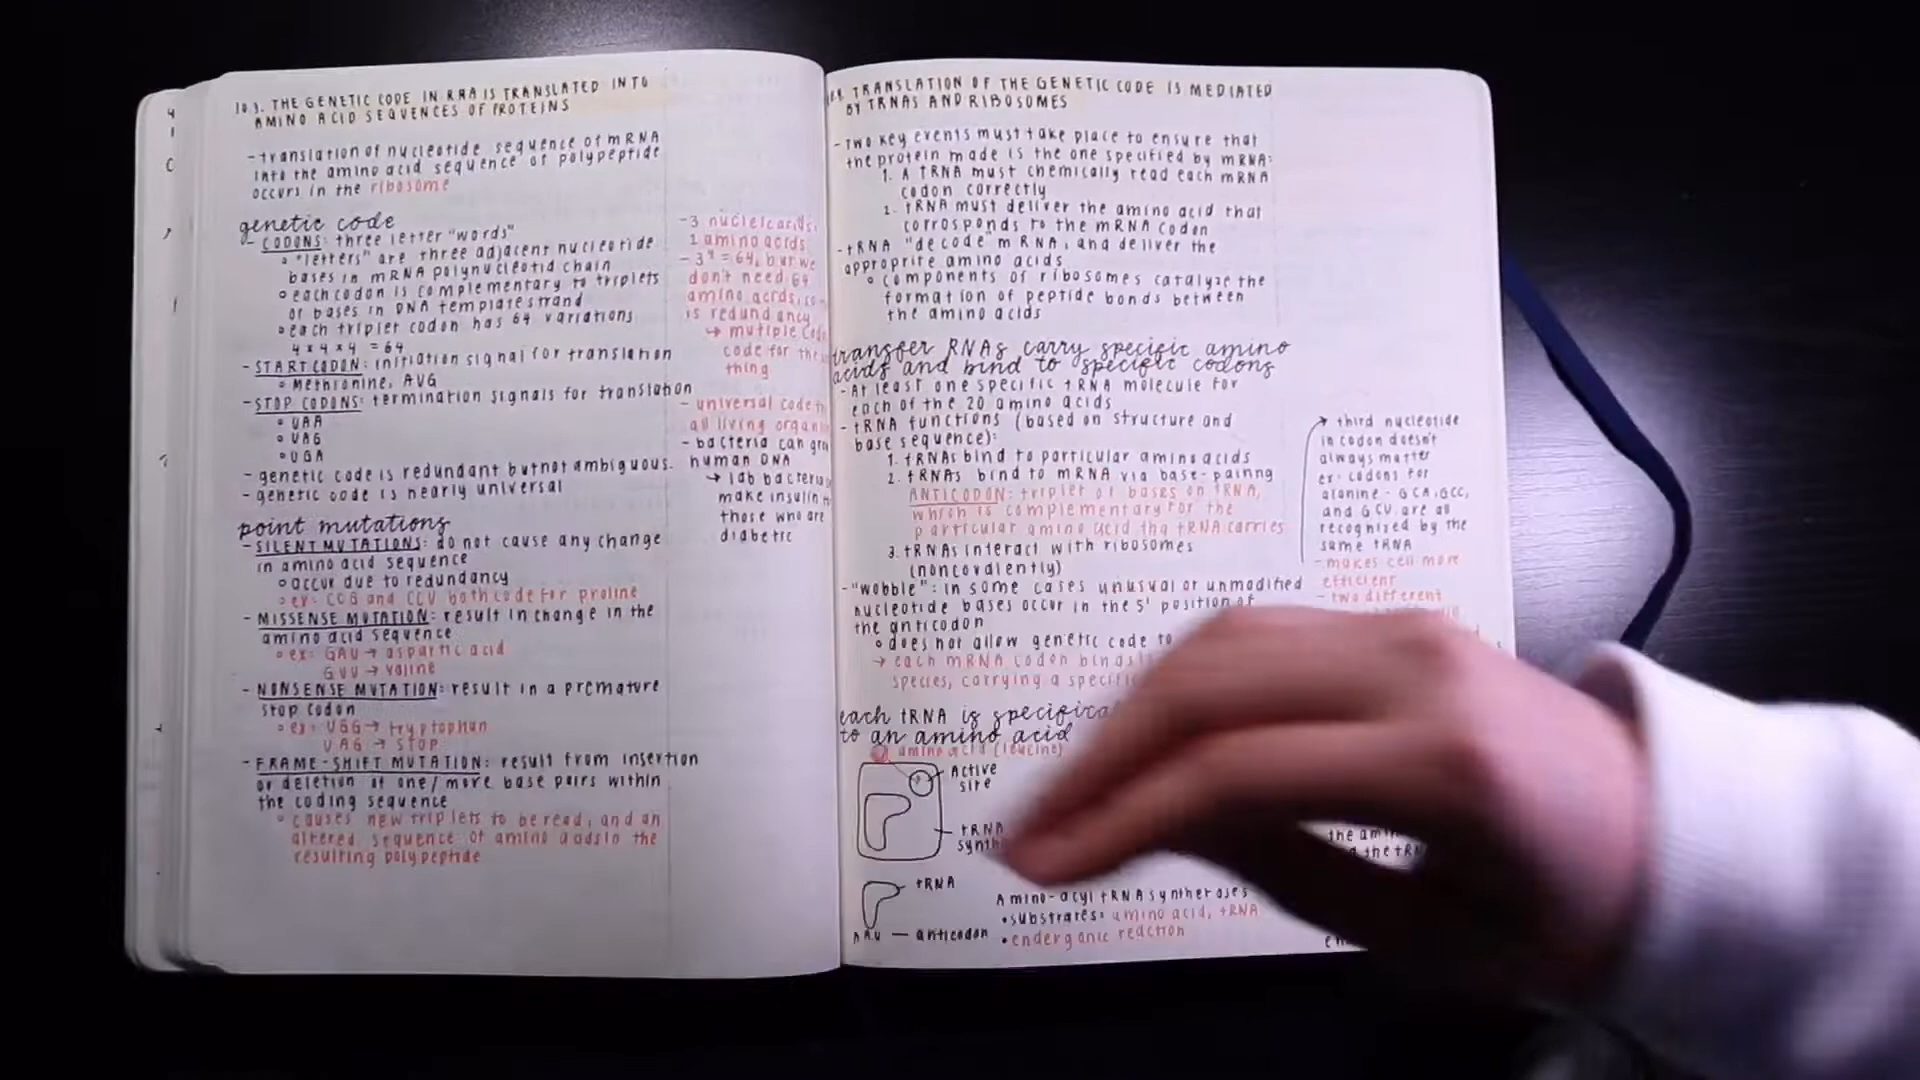 10.3. THE GENETIC CODE IN RNA IS TRANSLATED INTO
AMINO ACID SEQUENCES OF PROTEINS
- translation of nucleotide sequence of mRNA
into the amino acid sequence of polypeptide
occurs in the ribosome
genetic code
- CODONS: three letter "words"
"letters" are three adjacent nucleotide
bases in mRNA polynucleotid chain
each codon is complementary to triplets
of bases in DNA template strand
each triplet codon has 64 variations
4 x 4 x 4 = 64
- START CODON: initiation signal for translation
Methionine, AUG
- STOP CODONS: termination signals for translation
UAA
UAG
UGA
- genetic code is redundant but not ambiguous.
- genetic code is nearly universal
point mutations
- SILENT MUTATIONS: do not cause any change
in amino acid sequence
occur due to redundancy
ex: CCG and CCU both code for proline
- MISSENSE MUTATION: result in change in the
amino acid sequence
ex: GAU → aspartic acid
GUU → valine
- NONSENSE MUTATION: result in a premature
stop codon
ex: UGG → tryptophan
UAG → STOP
- FRAME-SHIFT MUTATION: result from insertion
or deletion of one/more base pairs within
the coding sequence
causes new triplets to be read, and an
altered sequence of amino acids in the
resulting polypeptide
- 3 nucleic acids:
1 amino acids
= 64, but we
don't need 64
amino acids, so
is redundancy
→ mutiple
code for the
thing
- universal code
all living
- bacteria can
human DNA
→ lab bacteria
make insulin
those who are
diabetic
TRANSLATION OF THE GENETIC CODE IS MEDIATED
BY TRNAS AND RIBOSOMES
- Two key events must take place to ensure that
the protein made is the one specified by mRNA:
1. A tRNA must chemically read each mRNA
codon correctly
2. tRNA must deliver the amino acid that
corrosponds to the mRNA codon
- tRNA "decode" mRNA, and deliver the
approprite amino acids
components of ribosomes catalyze the
formation of peptide bonds between
the amino acids
transfer RNAs carry specific amino
acids and bind to specific codons
- At least one specific tRNA molecule for
each of the 20 amino acids
- tRNA functions (based on structure and
base sequence):
1. tRNAs bind to particular amino acids
2. tRNAs bind to mRNA via base-pairing
ANTICODON: triplet of bases on tRNA,
which is complementary for the
particular amino acid tha tRNA carries
3. tRNAs interact with ribosomes
(noncovalently)
- "wobble": in some cases unusual or unmodified
nucleotide bases occur in the 5' position of
the anticodon
does not allow genetic code to
→ each mRNA codon binds
species, carrying a specific
each tRNA is specifical
to an amino acid
amino acid (leucine)
Active
site
tRNA
synth
tRNA
AAU — anticodon
Amino-acyl tRNA syntherases
• substrates: amino acid, tRNA
• endergonic reaction
→ third nucleotide
in codon doesn't
always matter
ex: codons for
alanine - GCA, GCC,
and GCU are all
recognized by the
same tRNA
- makes cell more
efficient
- two different
the
the tRN